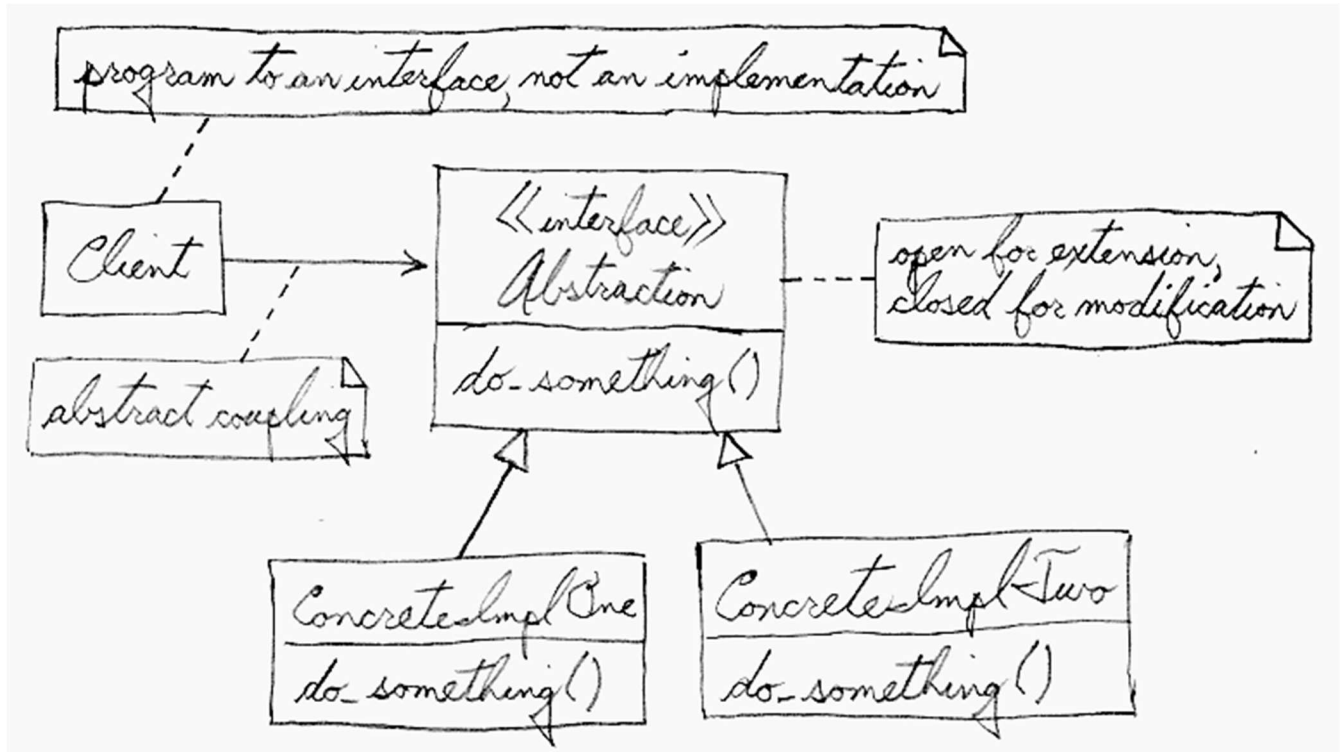 program to an interface, not an implementation
Client
<<interface>>
Abstraction
do_something()
open for extension,
closed for modification
abstract coupling
ConcreteImplOne
do_something()
ConcreteImplTwo
do_something()